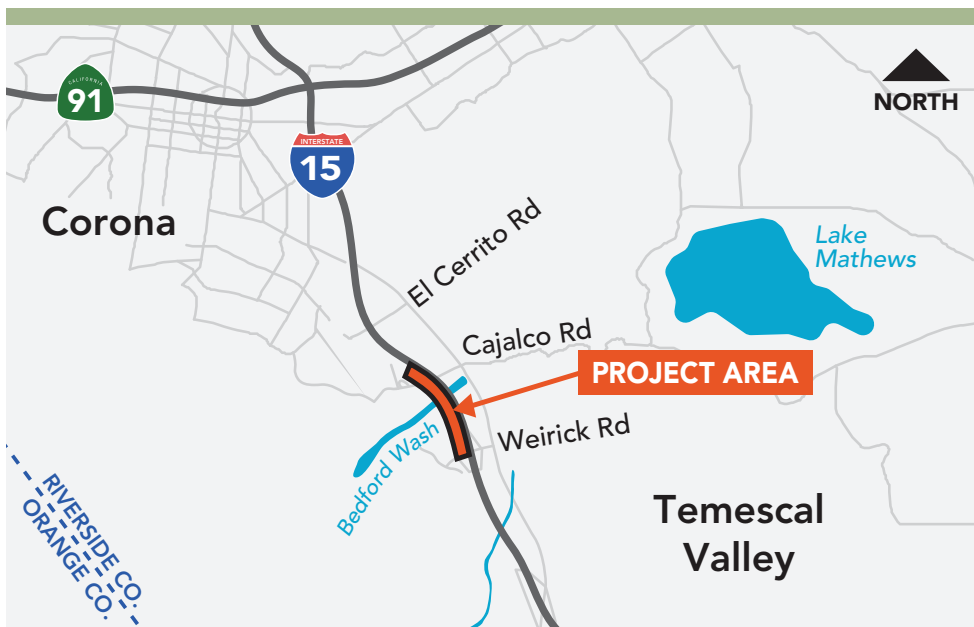 CALIFORNIA
91
NORTH
INTERSTATE
15
Corona
El Cerrito Rd
Lake
Mathews
Cajalco Rd
PROJECT AREA
Weirick Rd
Bedford Wash
Temescal
Valley
RIVERSIDE CO.
ORANGE CO.